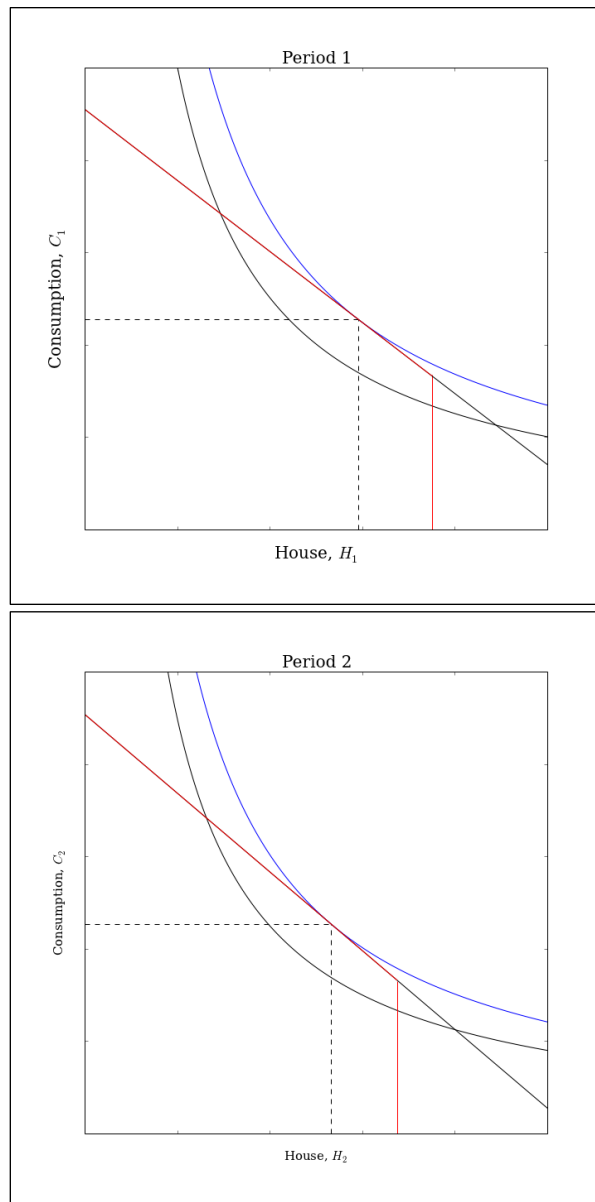 Period 1
Consumption, C₁
House, H₁
Period 2
Consumption, C₂
House, H₂